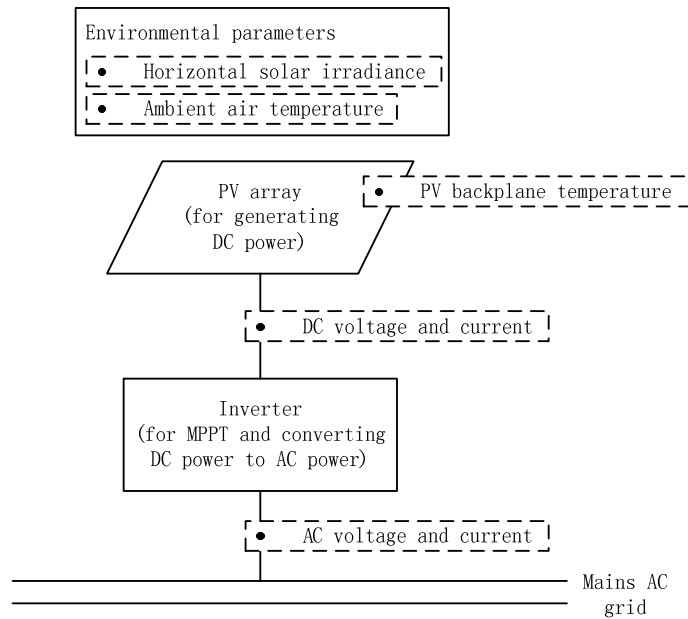 Environmental parameters
• Horizontal solar irradiance
• Ambient air temperature
PV array
(for generating
DC power)
• PV backplane temperature
• DC voltage and current
Inverter
(for MPPT and converting
DC power to AC power)
• AC voltage and current
Mains AC
grid